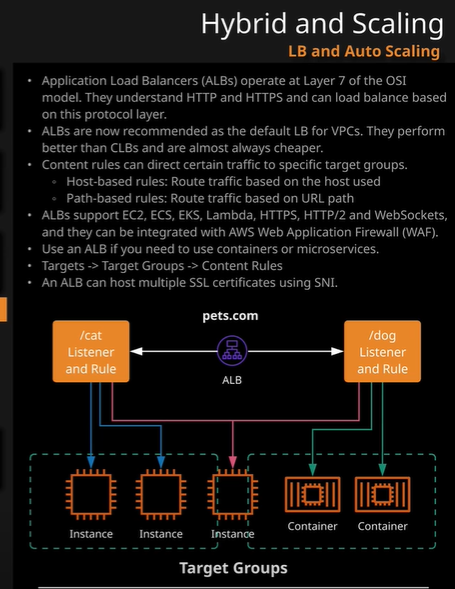 Hybrid and Scaling
LB and Auto Scaling
• Application Load Balancers (ALBs) operate at Layer 7 of the OSI
model. They understand HTTP and HTTPS and can load balance based
on this protocol layer.
• ALBs are now recommended as the default LB for VPCs. They perform
better than CLBs and are almost always cheaper.
• Content rules can direct certain traffic to specific target groups.
• Host-based rules: Route traffic based on the host used
• Path-based rules: Route traffic based on URL path
• ALBs support EC2, ECS, EKS, Lambda, HTTPS, HTTP/2 and WebSockets,
and they can be integrated with AWS Web Application Firewall (WAF).
• Use an ALB if you need to use containers or microservices.
• Targets -> Target Groups -> Content Rules
• An ALB can host multiple SSL certificates using SNI.
pets.com
/cat
Listener
and Rule
ALB
/dog
Listener
and Rule
Instance
Instance
Instance
Container
Container
Target Groups